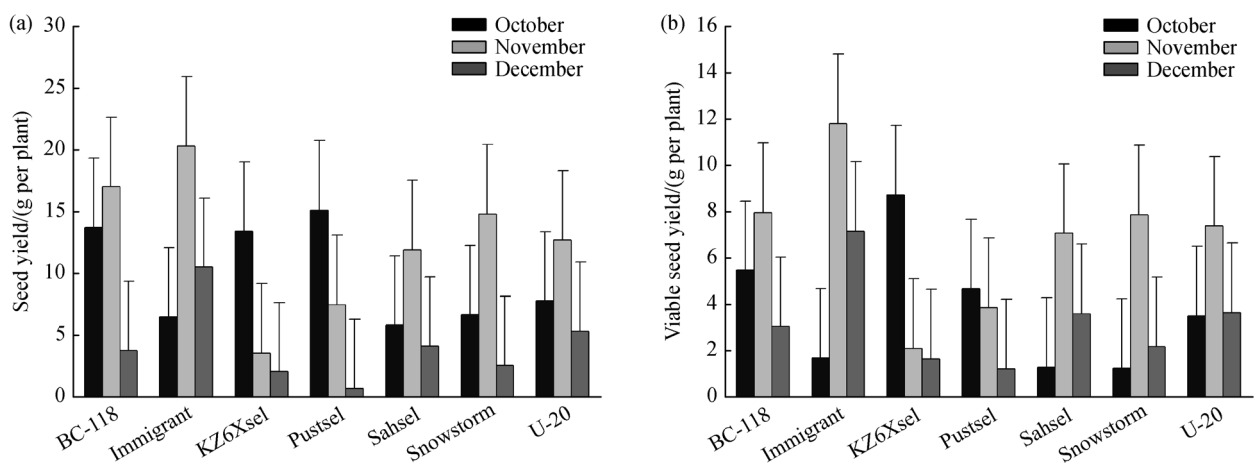 (a)
Seed yield/(g per plant)
30
25
20
15
10
5
0
October
November
December
BC-118
Immigrant
KZ6Xsel
Pustsel
Sahsel
Snowstorm
U-20
(b)
Viable seed yield/(g per plant)
16
14
12
10
8
6
4
2
0
October
November
December
BC-118
Immigrant
KZ6Xsel
Pustsel
Sahsel
Snowstorm
U-20